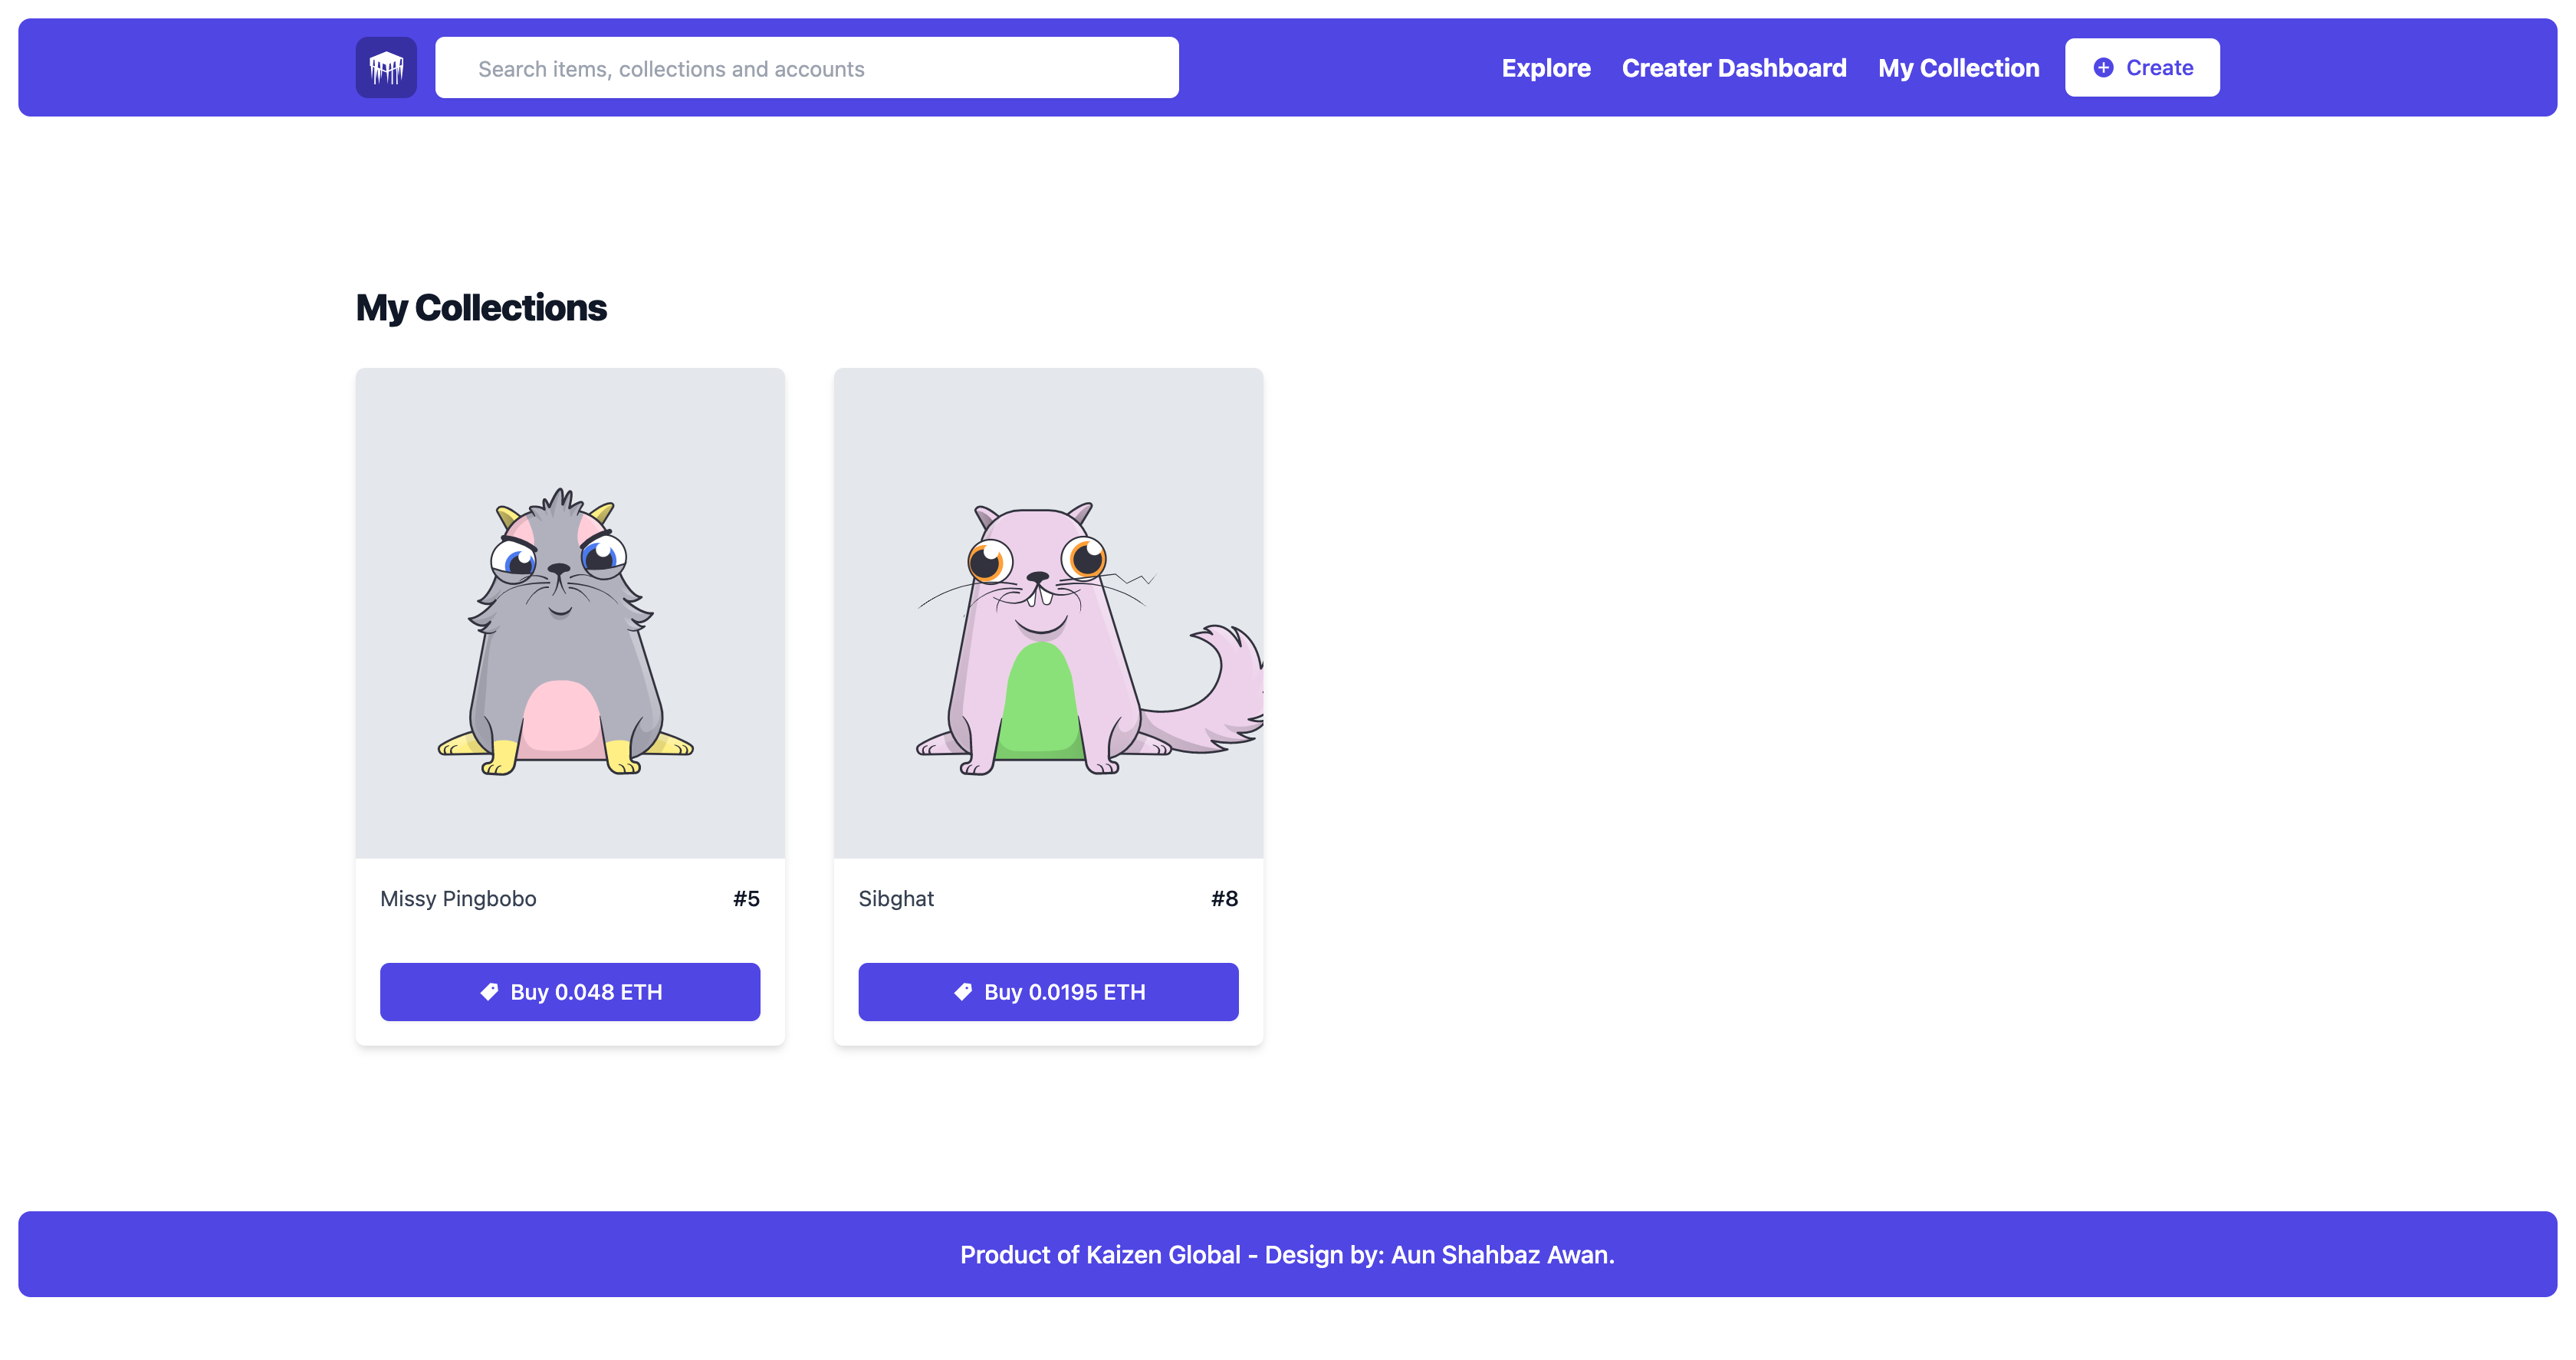 Search items, collections and accounts
Explore
Creater Dashboard
My Collection
Create
My Collections
Missy Pingbobo
#5
Buy 0.048 ETH
Sibghat
#8
Buy 0.0195 ETH
Product of Kaizen Global - Design by: Aun Shahbaz Awan.